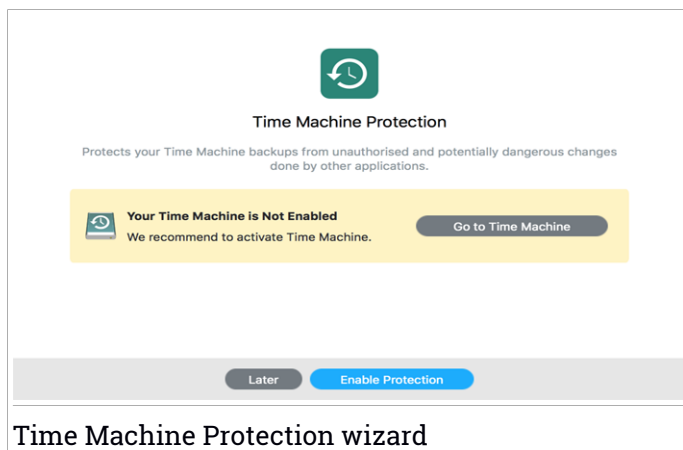 Time Machine Protection
Protects your Time Machine backups from unauthorised and potentially dangerous changes
done by other applications.
Your Time Machine is Not Enabled
We recommend to activate Time Machine.
Go to Time Machine
Later
Enable Protection
Time Machine Protection wizard